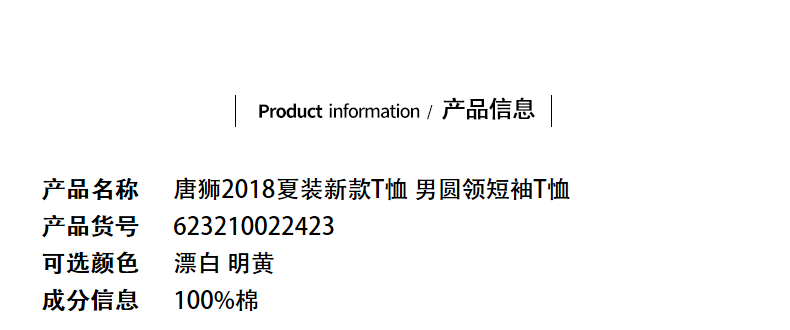 Product information / 产品信息
产品名称 唐狮2018夏装新款T恤 男圆领短袖T恤
产品货号 623210022423
可选颜色 漂白 明黄
成分信息 100%棉